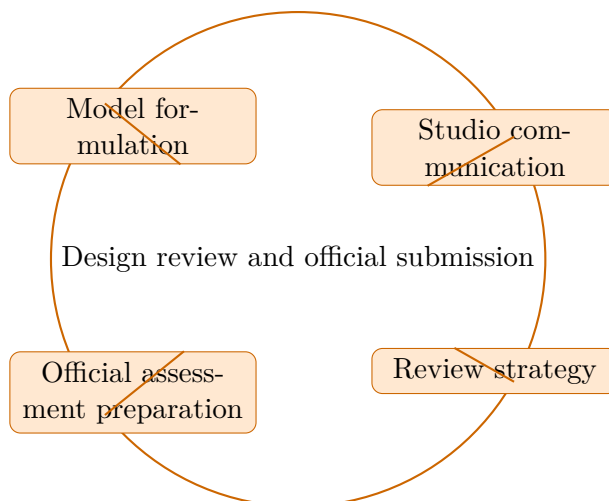 Model for-
mulation
Studio com-
munication
Design review and official submission
Official assess-
ment preparation
Review strategy